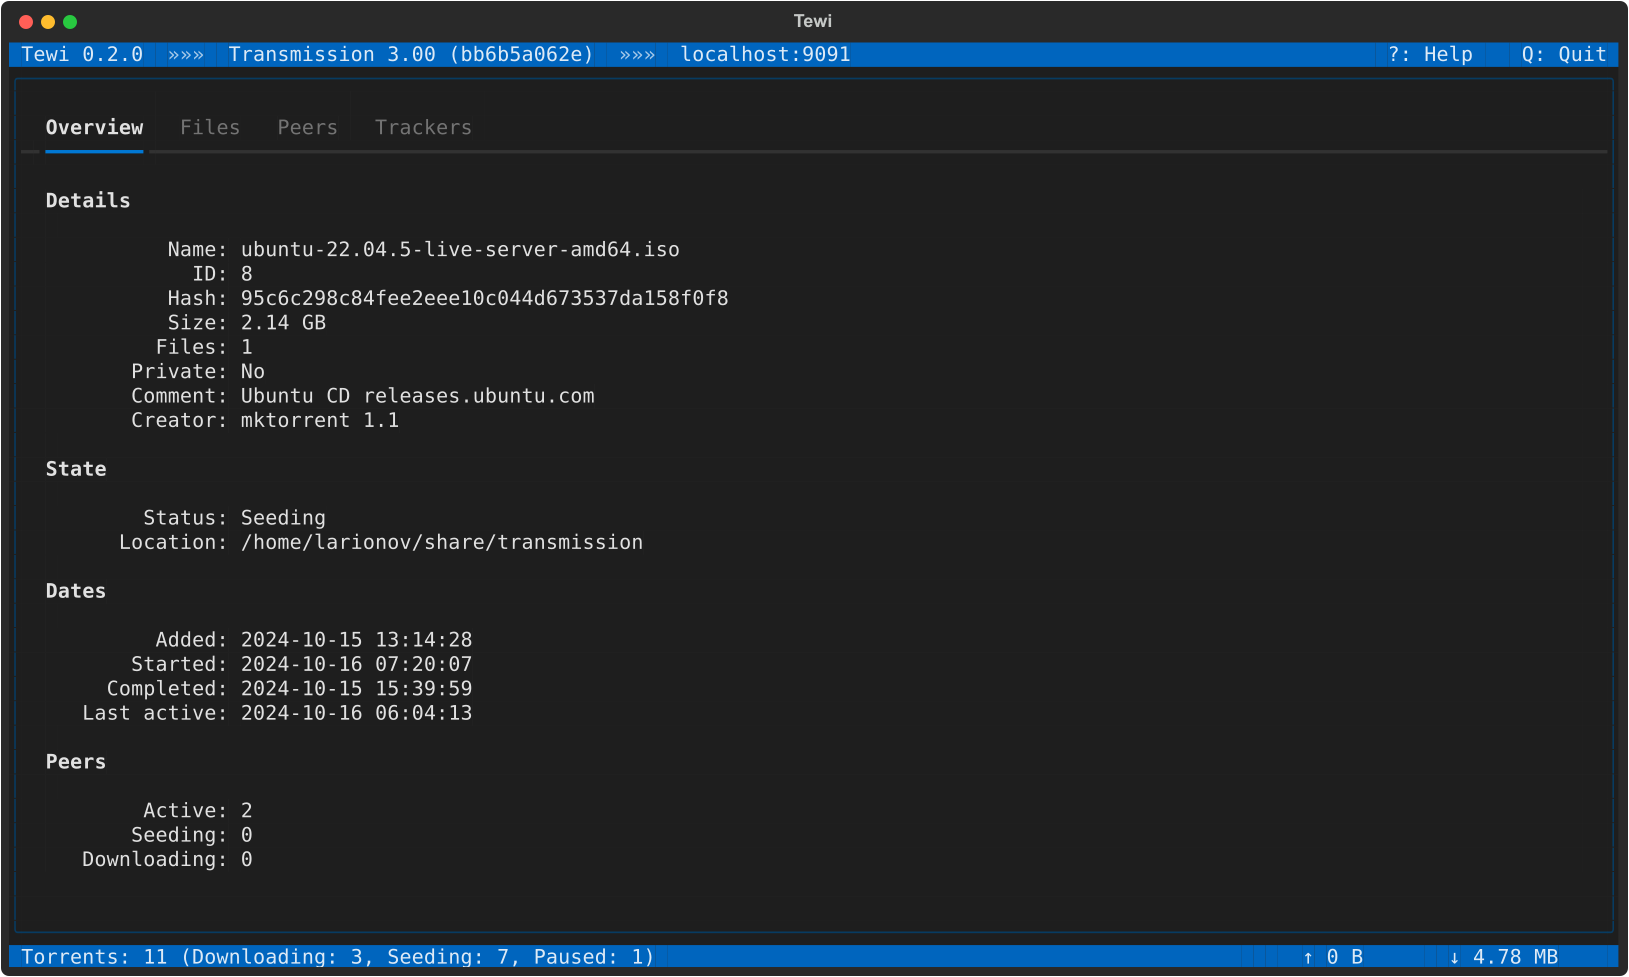 Tewi
Tewi 0.2.0 »»» Transmission 3.00 (bb6b5a062e) »»» localhost:9091 ?: Help Q: Quit
Overview Files Peers Trackers
Details
Name: ubuntu-22.04.5-live-server-amd64.iso
ID: 8
Hash: 95c6c298c84fee2eee10c044d673537da158f0f8
Size: 2.14 GB
Files: 1
Private: No
Comment: Ubuntu CD releases.ubuntu.com
Creator: mktorrent 1.1
State
Status: Seeding
Location: /home/larionov/share/transmission
Dates
Added: 2024-10-15 13:14:28
Started: 2024-10-16 07:20:07
Completed: 2024-10-15 15:39:59
Last active: 2024-10-16 06:04:13
Peers
Active: 2
Seeding: 0
Downloading: 0
Torrents: 11 (Downloading: 3, Seeding: 7, Paused: 1) ↑ 0 B ↓ 4.78 MB